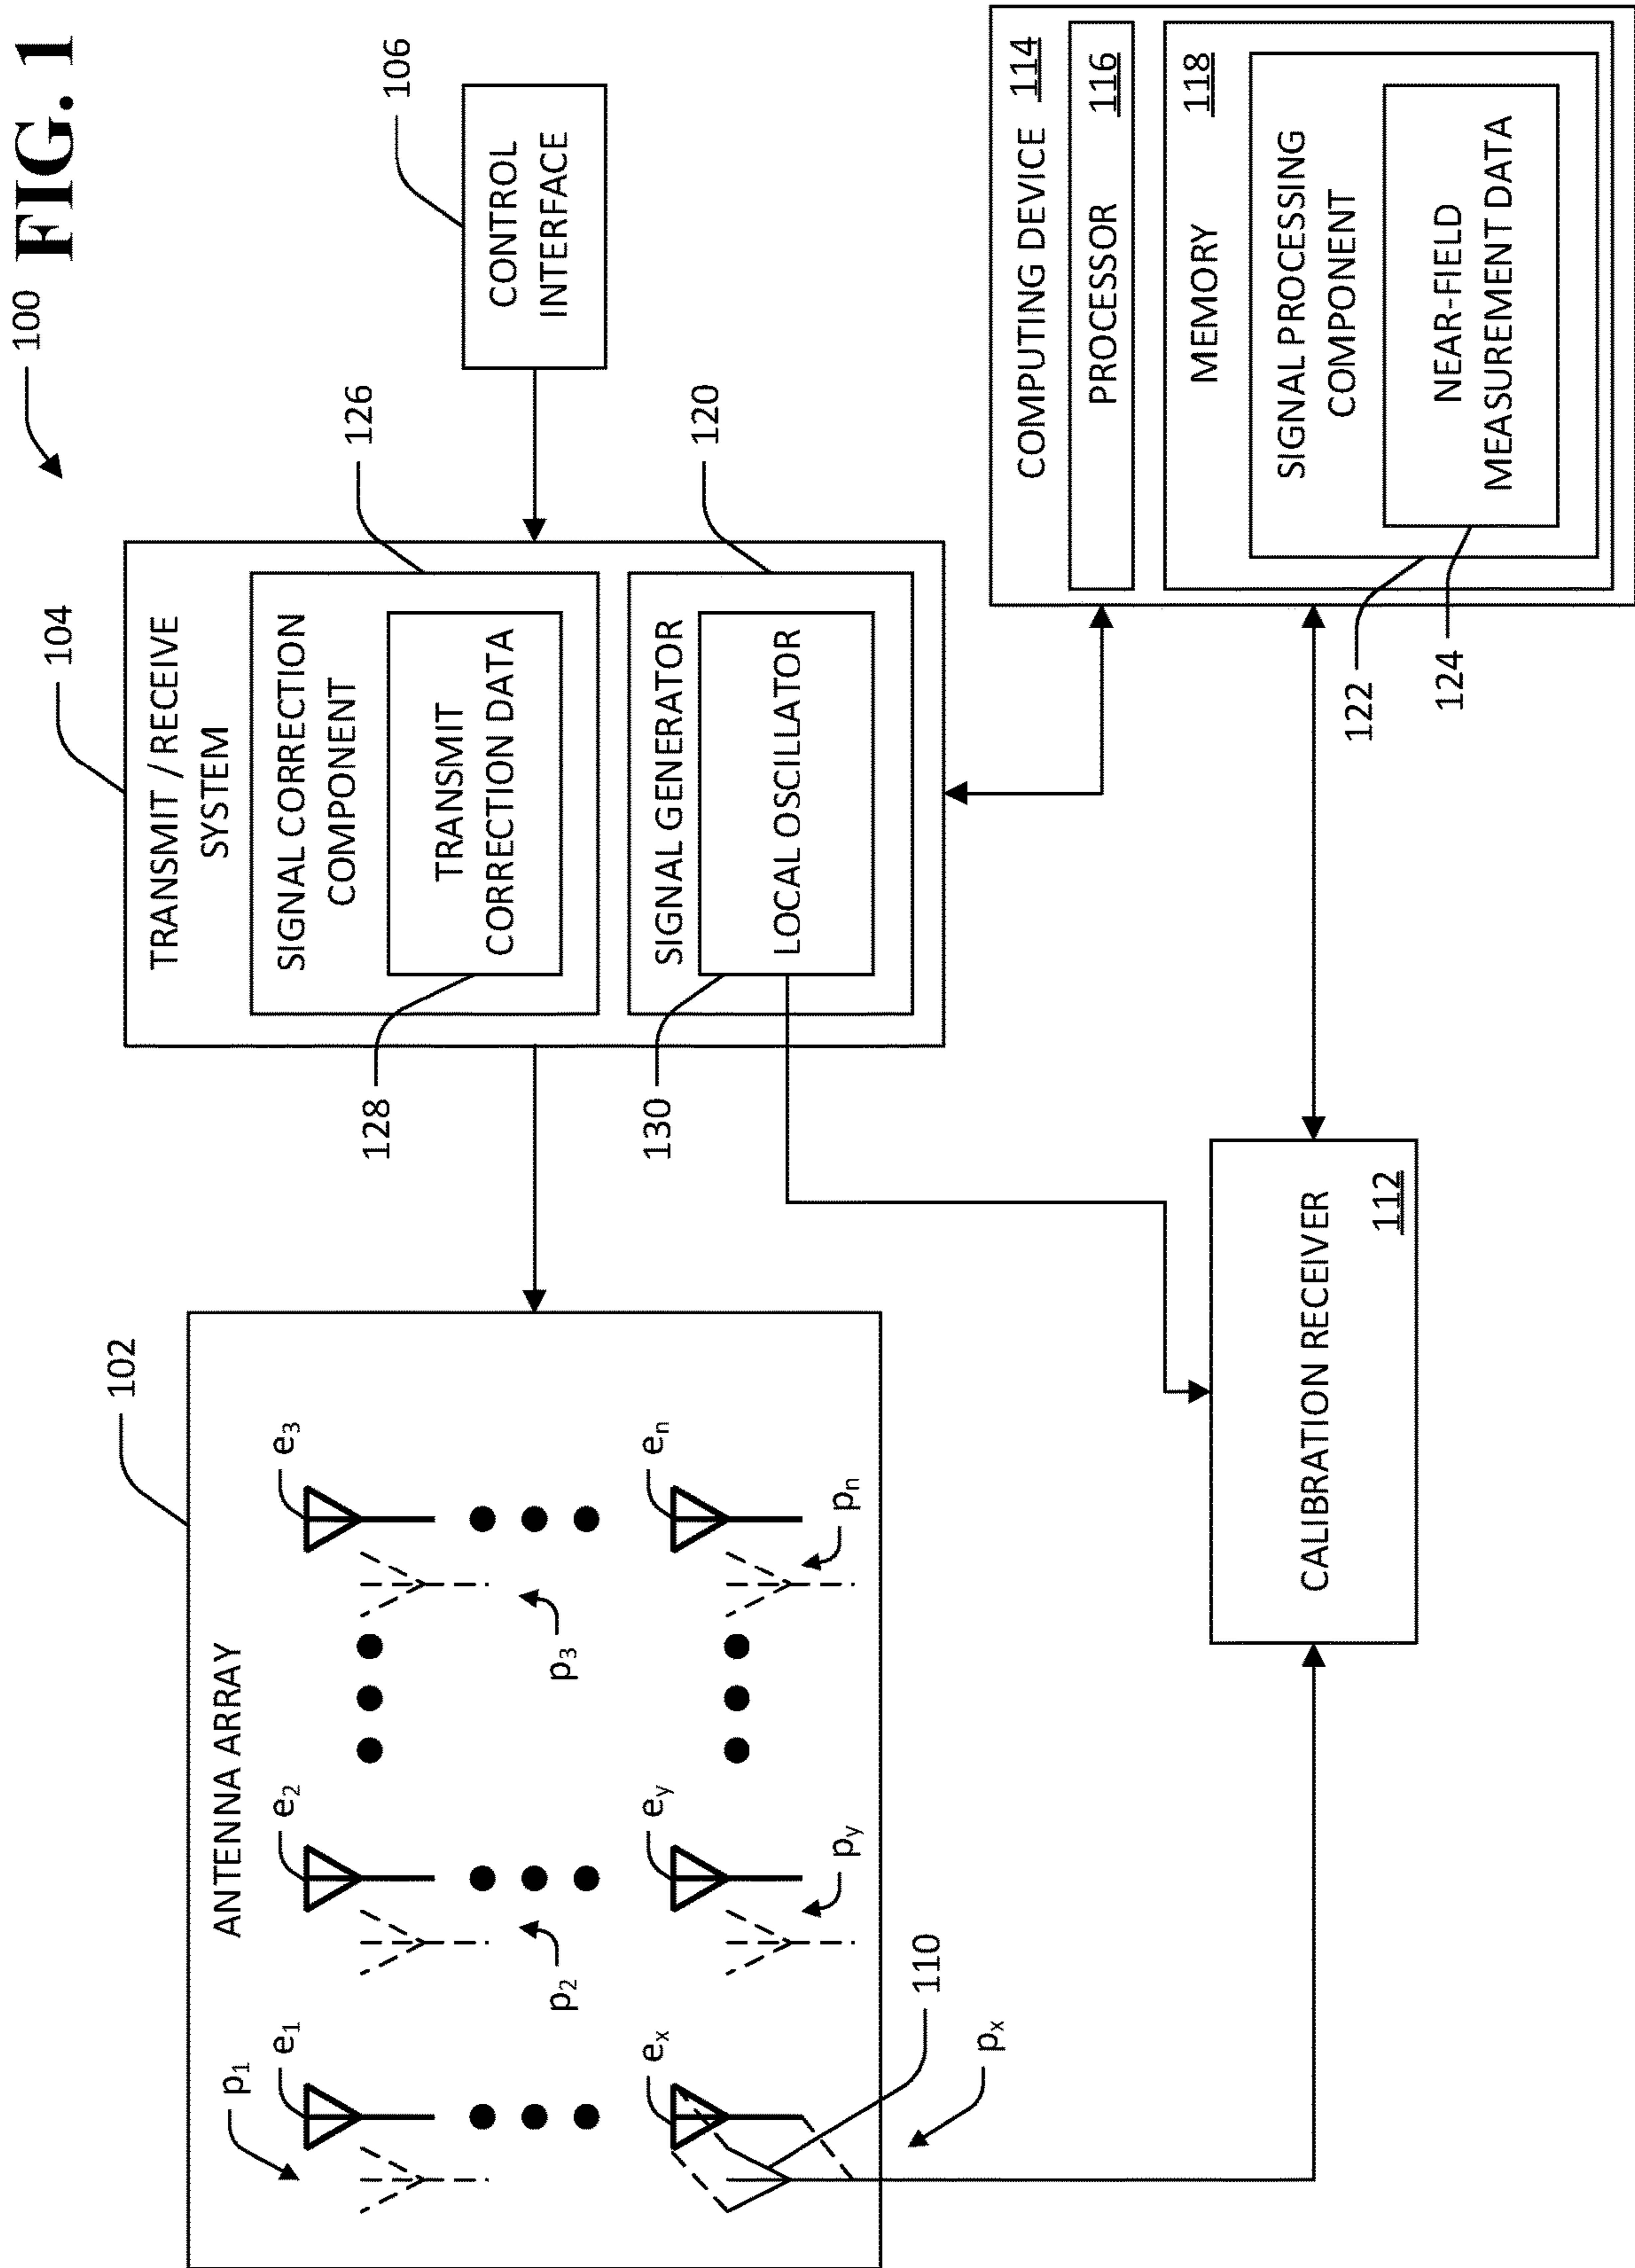 100
FIG. 1
102
ANTENNA ARRAY
p1
e1
e2
e3
p2
p3
ex
ey
en
py
pn
110
px
104
TRANSMIT / RECEIVE
SYSTEM
SIGNAL CORRECTION
COMPONENT
TRANSMIT
CORRECTION DATA
126
128
SIGNAL GENERATOR
LOCAL OSCILLATOR
120
130
106
CONTROL
INTERFACE
CALIBRATION RECEIVER
112
COMPUTING DEVICE 114
PROCESSOR 116
MEMORY 118
SIGNAL PROCESSING
COMPONENT
NEAR-FIELD
MEASUREMENT DATA
122
124